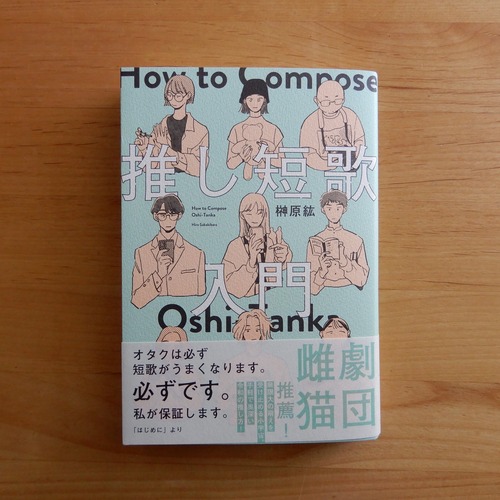 How to Compose
推し短歌
榊原紘
How to Compose
Oshi-Tanka
Hiro Sakakibara
入門
Oshi-Tanka
オタクは必ず
短歌がうまくなります。
必ずです。
私が保証します。
「はじめに」より
劇団
雌猫
推薦！